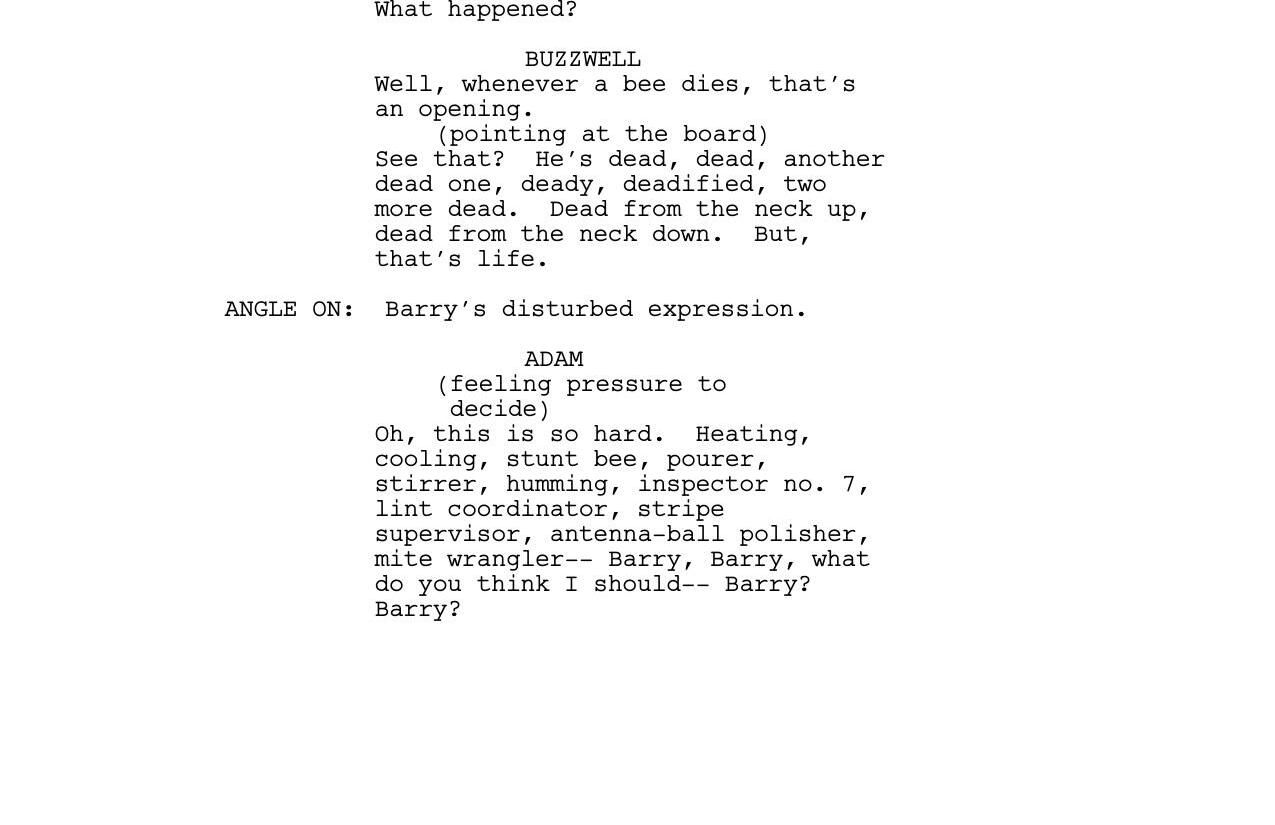 What happened?
BUZZWELL
Well, whenever a bee dies, that's
an opening.
(pointing at the board)
See that?  He's dead, dead, another
dead one, deady, deadified, two
more dead.  Dead from the neck up,
dead from the neck down.  But,
that's life.
ANGLE ON:  Barry's disturbed expression.
ADAM
(feeling pressure to
decide)
Oh, this is so hard.  Heating,
cooling, stunt bee, pourer,
stirrer, humming, inspector no. 7,
lint coordinator, stripe
supervisor, antenna-ball polisher,
mite wrangler-- Barry, Barry, what
do you think I should-- Barry?
Barry?